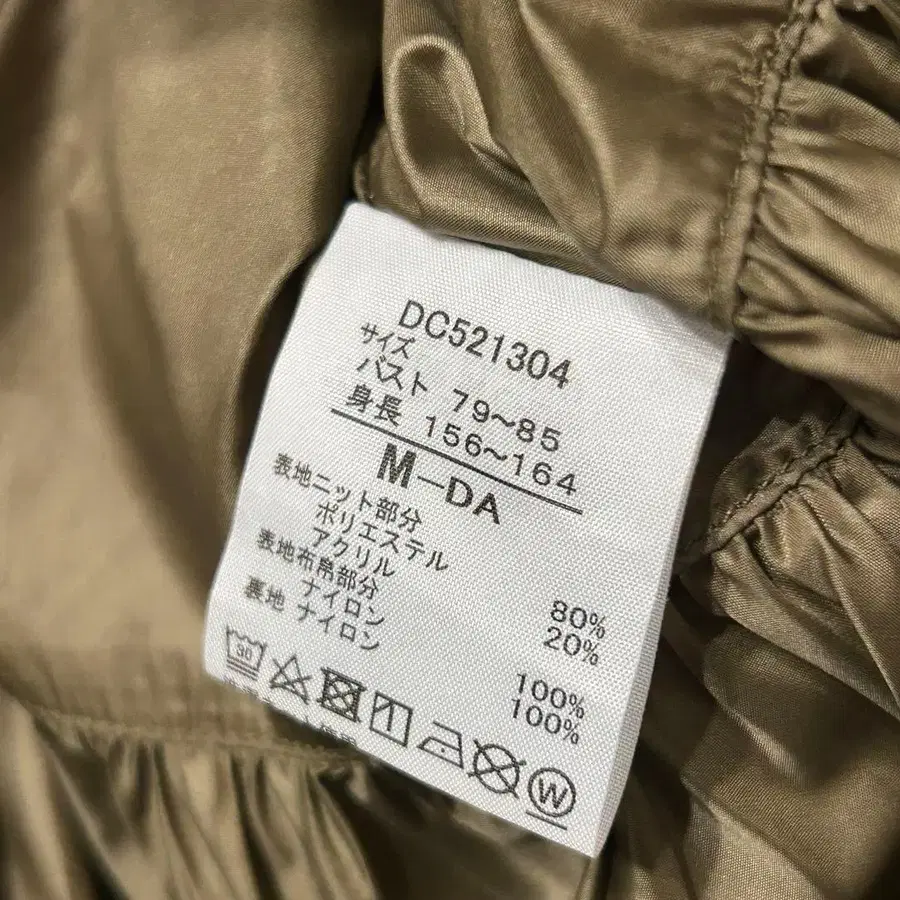 DC521304
サイズ
バスト 79~85
身長 156~164
M-DA
表地ニット部分
ポリエステル 80%
アクリル 20%
表地布帛部分
ナイロン 100%
裏地 ナイロン 100%
30
W